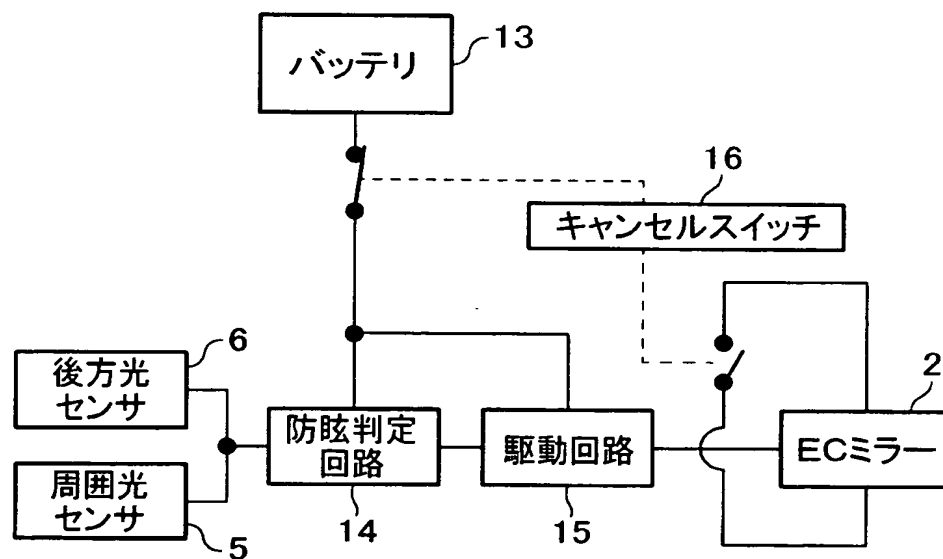 13
バッテリ
16
キャンセルスイッチ
6
後方光
センサ
2
防眩判定
回路
駆動回路
ECミラー
周囲光
センサ
5
14
15